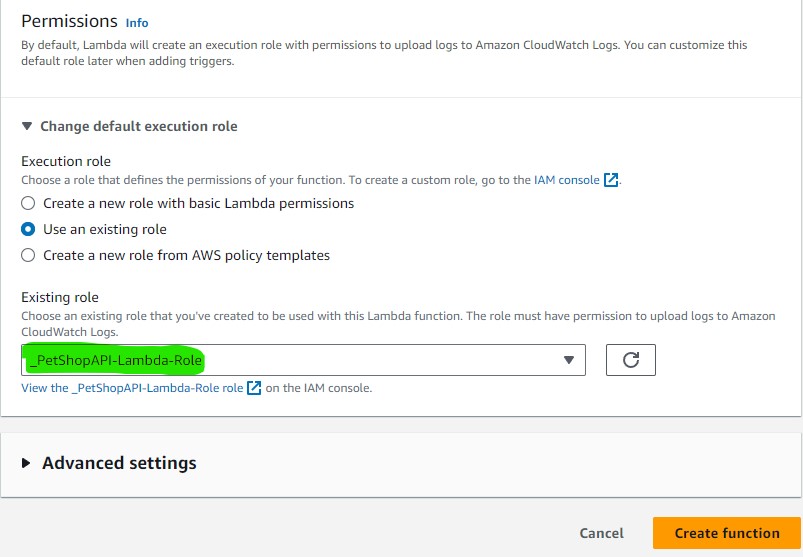 Permissions Info
By default, Lambda will create an execution role with permissions to upload logs to Amazon CloudWatch Logs. You can customize this
default role later when adding triggers.
Change default execution role
Execution role
Choose a role that defines the permissions of your function. To create a custom role, go to the IAM console.
Create a new role with basic Lambda permissions
Use an existing role
Create a new role from AWS policy templates
Existing role
Choose an existing role that you've created to be used with this Lambda function. The role must have permission to upload logs to Amazon
CloudWatch Logs.
_PetShopAPI-Lambda-Role
View the _PetShopAPI-Lambda-Role role on the IAM console.
Advanced settings
Cancel Create function